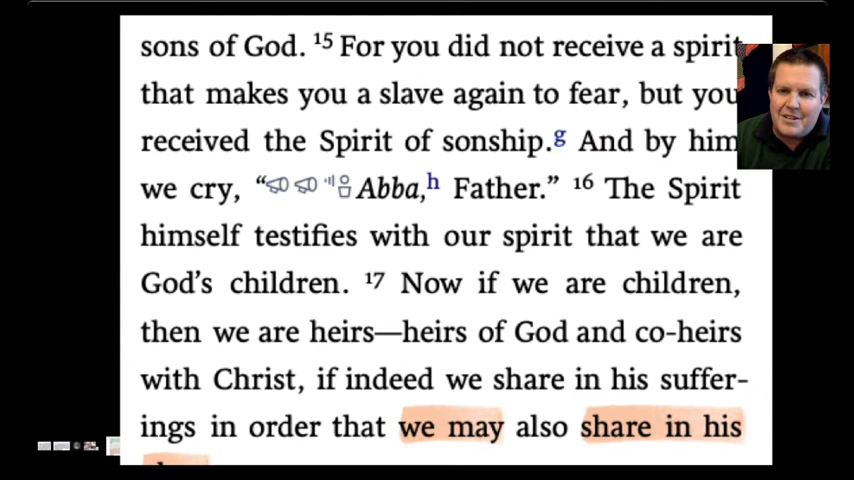 sons of God. 15 For you did not receive a spirit
that makes you a slave again to fear, but you
received the Spirit of sonship.g And by him
we cry, “Abba,h Father.” 16 The Spirit
himself testifies with our spirit that we are
God’s children. 17 Now if we are children,
then we are heirs—heirs of God and co-heirs
with Christ, if indeed we share in his suffer-
ings in order that we may also share in his